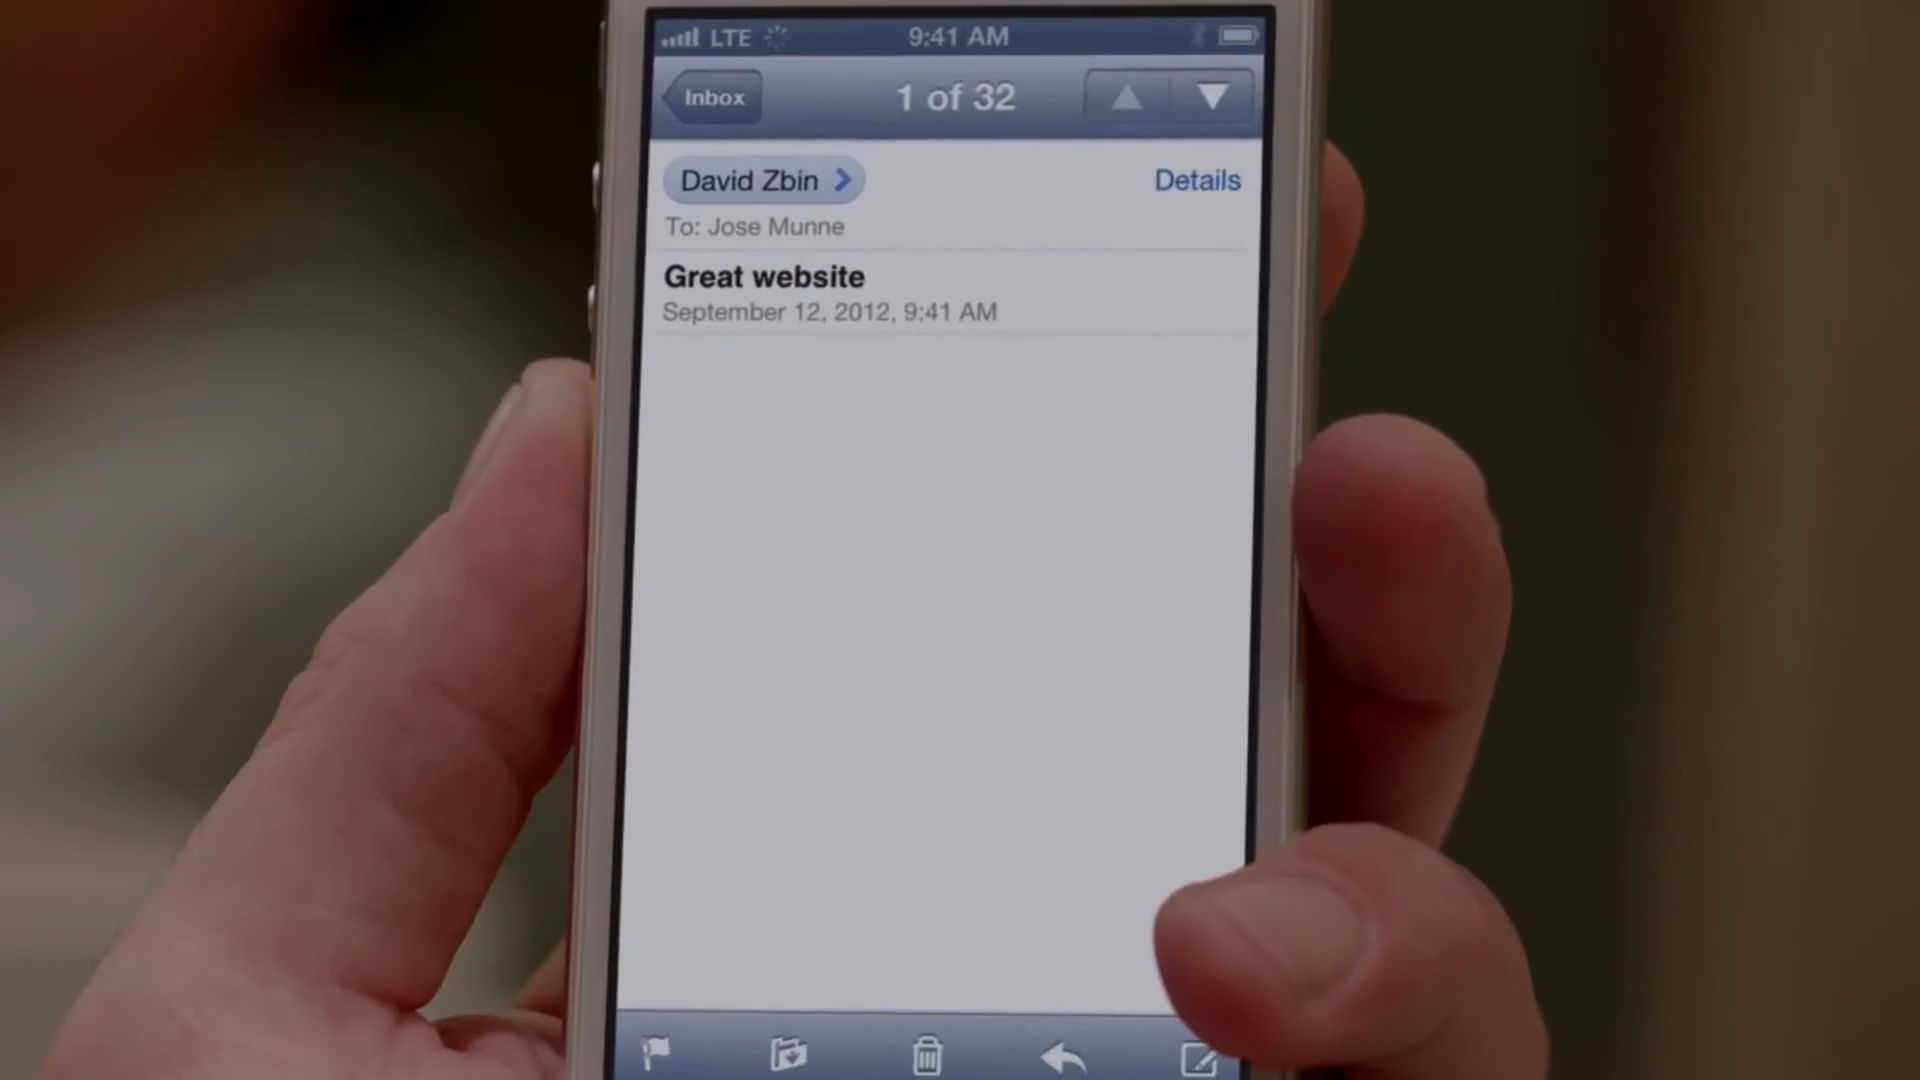 LTE 9:41 AM
Inbox 1 of 32
David Zbin Details
To: Jose Munne
Great website
September 12, 2012, 9:41 AM